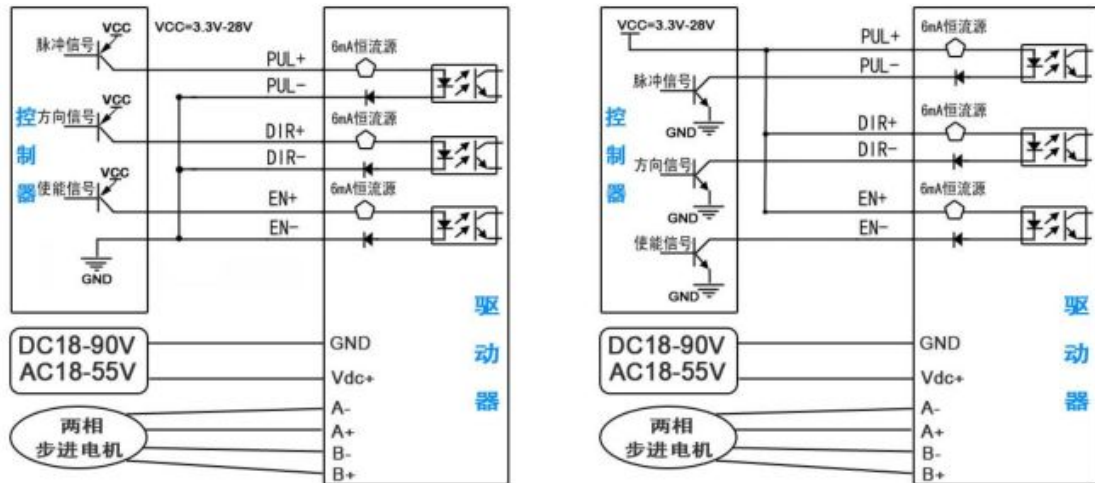 VCC
VCC=3.3V-28V
脉冲信号
PUL+
6mA恒流源
PUL-
VCC
方向信号
DIR+
6mA恒流源
DIR-
VCC
使能信号
EN+
6mA恒流源
EN-
GND
控制器
驱动器
DC18-90V
AC18-55V
GND
Vdc+
两相
步进电机
A-
A+
B-
B+
VCC=3.3V-28V
PUL+
6mA恒流源
PUL-
脉冲信号
GND
DIR+
6mA恒流源
DIR-
方向信号
GND
EN+
6mA恒流源
EN-
使能信号
GND
控制器
驱动器
DC18-90V
AC18-55V
GND
Vdc+
两相
步进电机
A-
A+
B-
B+